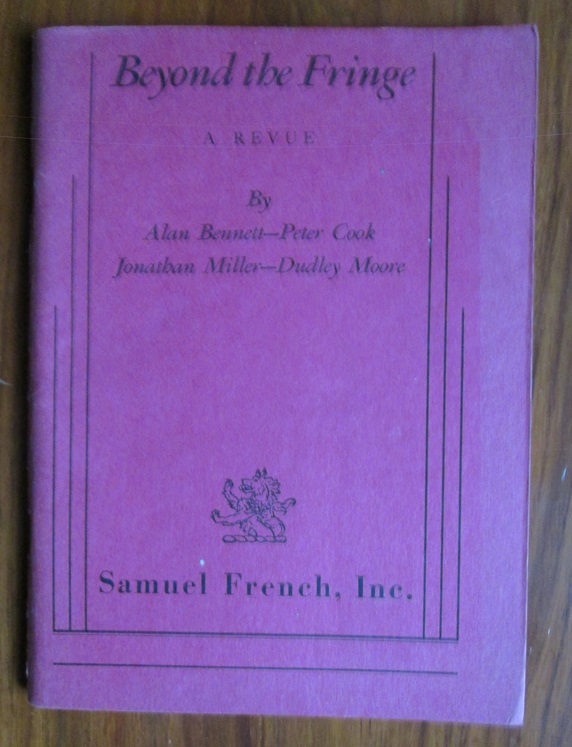 Beyond the Fringe
A REVUE
By
Alan Bennett—Peter Cook
Jonathan Miller—Dudley Moore
Samuel French, Inc.